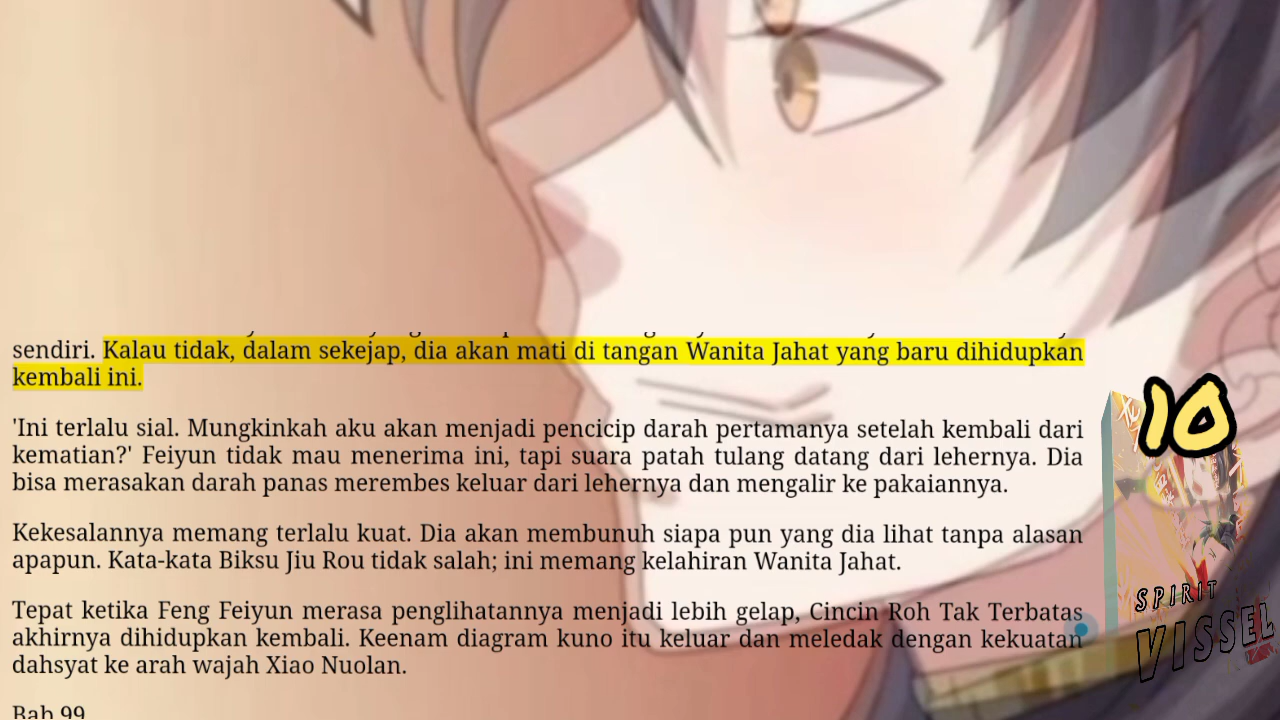 sendiri. Kalau tidak, dalam sekejap, dia akan mati di tangan Wanita Jahat yang baru dihidupkan
kembali ini.
'Ini terlalu sial. Mungkinkah aku akan menjadi pencicip darah pertamanya setelah kembali dari
kematian?' Feiyun tidak mau menerima ini, tapi suara patah tulang datang dari lehernya. Dia
bisa merasakan darah panas merembes keluar dari lehernya dan mengalir ke pakaiannya.
Kekesalannya memang terlalu kuat. Dia akan membunuh siapa pun yang dia lihat tanpa alasan
apapun. Kata-kata Biksu Jiu Rou tidak salah; ini memang kelahiran Wanita Jahat.
Tepat ketika Feng Feiyun merasa penglihatannya menjadi lebih gelap, Cincin Roh Tak Terbatas
akhirnya dihidupkan kembali. Keenam diagram kuno itu keluar dan meledak dengan kekuatan
dahsyat ke arah wajah Xiao Nuolan.
Bab 99
10
SPIRIT
VISSEL